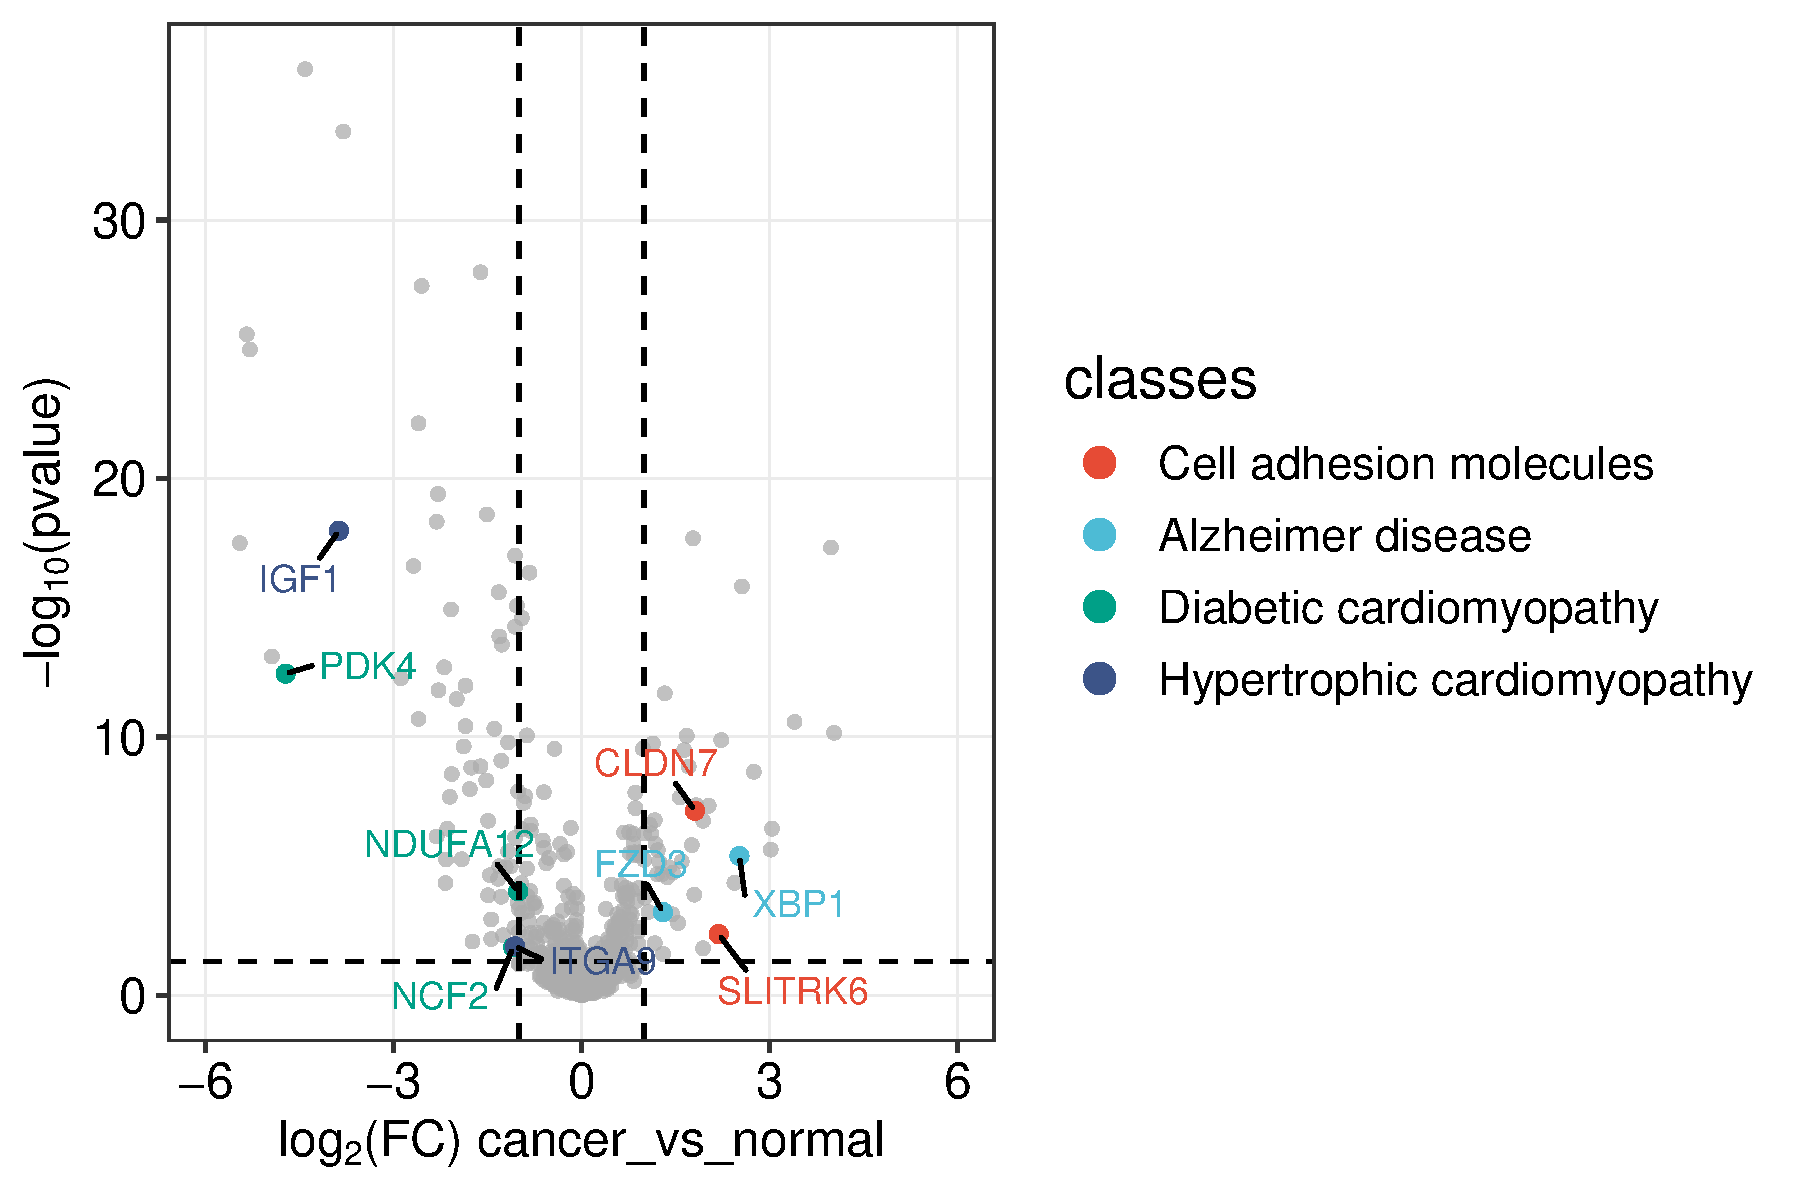 −log10(pvalue)
30
20
10
0
IGF1
PDK4
CLDN7
NDUFA12
FZD3
XBP1
ITGA9
NCF2
SLITRK6
−6 −3 0 3 6
log2(FC) cancer_vs_normal
classes
Cell adhesion molecules
Alzheimer disease
Diabetic cardiomyopathy
Hypertrophic cardiomyopathy